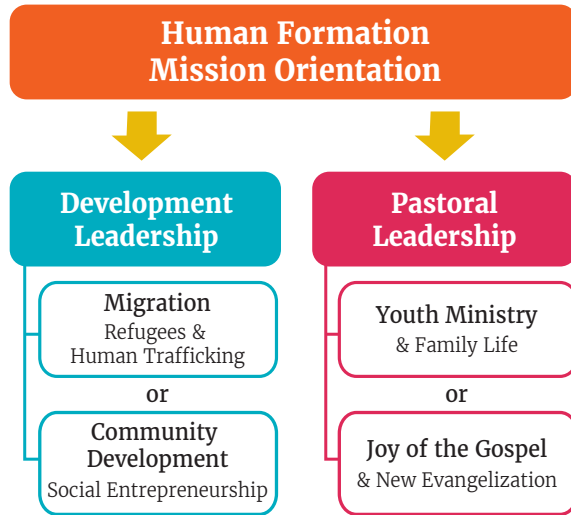 Human Formation
Mission Orientation
Development
Leadership
Migration
Refugees &
Human Trafficking
or
Community
Development
Social Entrepreneurship
Pastoral
Leadership
Youth Ministry
& Family Life
or
Joy of the Gospel
& New Evangelization